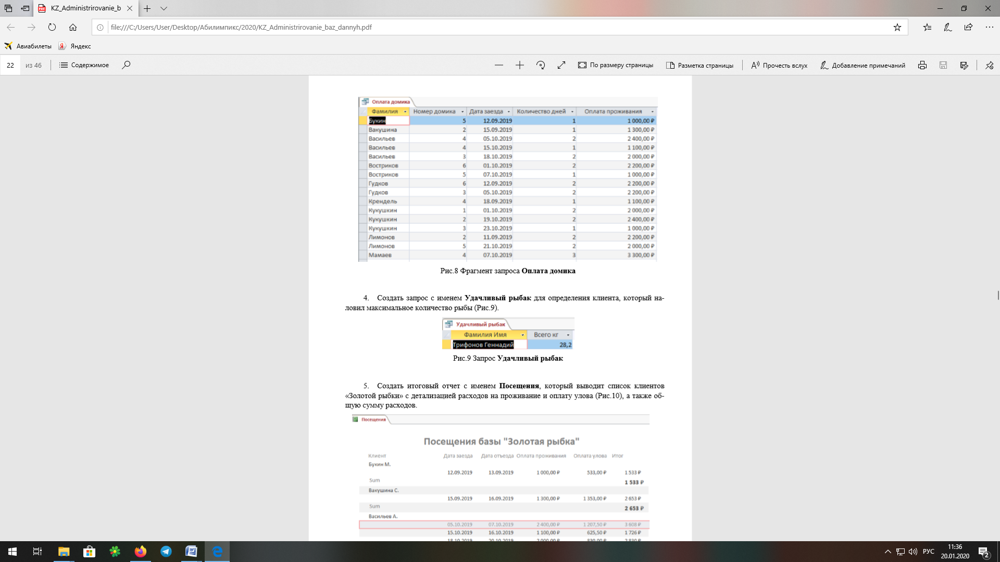 KZ_Administrirovanie_b
file:///C:/Users/User/Desktop/Абилимпикс/2020/KZ_Administrirovanie_baz_dannyh.pdf
Авиабилеты Яндекс
22 из 46 Содержимое По размеру страницы Разметка страницы Прочесть вслух Добавление примечаний
Оплата домика
Фамилия Номер домика Дата заезда Количество дней Оплата проживания
Букин 5 12.09.2019 1 1 000,00 ₽
Вакушина 2 15.09.2019 1 1 300,00 ₽
Васильев 4 05.10.2019 2 2 400,00 ₽
Васильев 4 15.10.2019 1 1 100,00 ₽
Васильев 3 18.10.2019 2 2 000,00 ₽
Востриков 6 01.10.2019 2 2 200,00 ₽
Востриков 5 07.10.2019 1 1 000,00 ₽
Гудков 6 12.09.2019 2 2 200,00 ₽
Гудков 3 05.10.2019 2 2 200,00 ₽
Крендель 4 18.09.2019 1 1 100,00 ₽
Кукушкин 1 01.10.2019 2 2 000,00 ₽
Кукушкин 2 19.10.2019 2 2 400,00 ₽
Кукушкин 3 23.10.2019 1 1 000,00 ₽
Лимонов 2 11.09.2019 2 2 200,00 ₽
Лимонов 5 21.10.2019 2 2 000,00 ₽
Мамаев 4 07.10.2019 3 3 300,00 ₽
Рис.8 Фрагмент запроса Оплата домика
4. Создать запрос с именем Удачливый рыбак для определения клиента, который на-
ловил максимальное количество рыбы (Рис.9).
Удачливый рыбак
Фамилия Имя Всего кг
Трифонов Геннадий 28,2
Рис.9 Запрос Удачливый рыбак
5. Создать итоговый отчет с именем Посещения, который выводит список клиентов
«Золотой рыбки» с детализацией расходов на проживание и оплату улова (Рис.10), а также об-
щую сумму расходов.
Посещения
Посещения базы "Золотая рыбка"
Клиент Дата заезда Дата отъезда Оплата проживания Оплата улова Итог
Букин М.
12.09.2019 13.09.2019 1 000,00 ₽ 533,00 ₽ 1 533 ₽
Sum 1 533 ₽
Вакушина С.
15.09.2019 16.09.2019 1 300,00 ₽ 1 353,00 ₽ 2 653 ₽
Sum 2 653 ₽
Васильев А.
05.10.2019 07.10.2019 2 400,00 ₽ 1 207,50 ₽ 3 608 ₽
15.10.2019 16.10.2019 1 100,00 ₽ 625,50 ₽ 1 726 ₽
18.10.2019 20.10.2019 2 000,00 ₽ 830,00 ₽ 2 830 ₽
РУС 11:36
20.01.2020 2